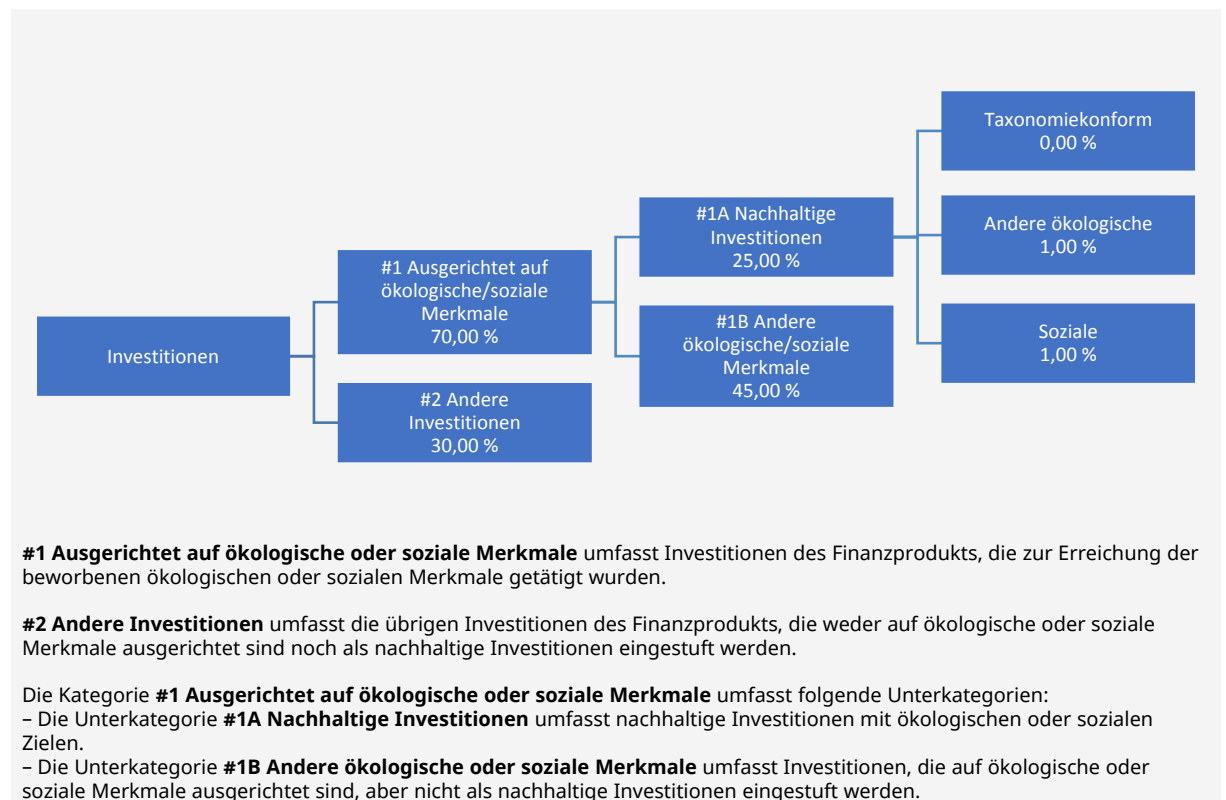 Investitionen
#1 Ausgerichtet auf
ökologische/soziale
Merkmale
70,00 %
#2 Andere
Investitionen
30,00 %
#1A Nachhaltige
Investitionen
25,00 %
#1B Andere
ökologische/soziale
Merkmale
45,00 %
Taxonomiekonform
0,00 %
Andere ökologische
1,00 %
Soziale
1,00 %
#1 Ausgerichtet auf ökologische oder soziale Merkmale umfasst Investitionen des Finanzprodukts, die zur Erreichung der
beworbenen ökologischen oder sozialen Merkmale getätigt wurden.
#2 Andere Investitionen umfasst die übrigen Investitionen des Finanzprodukts, die weder auf ökologische oder soziale
Merkmale ausgerichtet sind noch als nachhaltige Investitionen eingestuft werden.
Die Kategorie #1 Ausgerichtet auf ökologische oder soziale Merkmale umfasst folgende Unterkategorien:
– Die Unterkategorie #1A Nachhaltige Investitionen umfasst nachhaltige Investitionen mit ökologischen oder sozialen
Zielen.
– Die Unterkategorie #1B Andere ökologische oder soziale Merkmale umfasst Investitionen, die auf ökologische oder
soziale Merkmale ausgerichtet sind, aber nicht als nachhaltige Investitionen eingestuft werden.